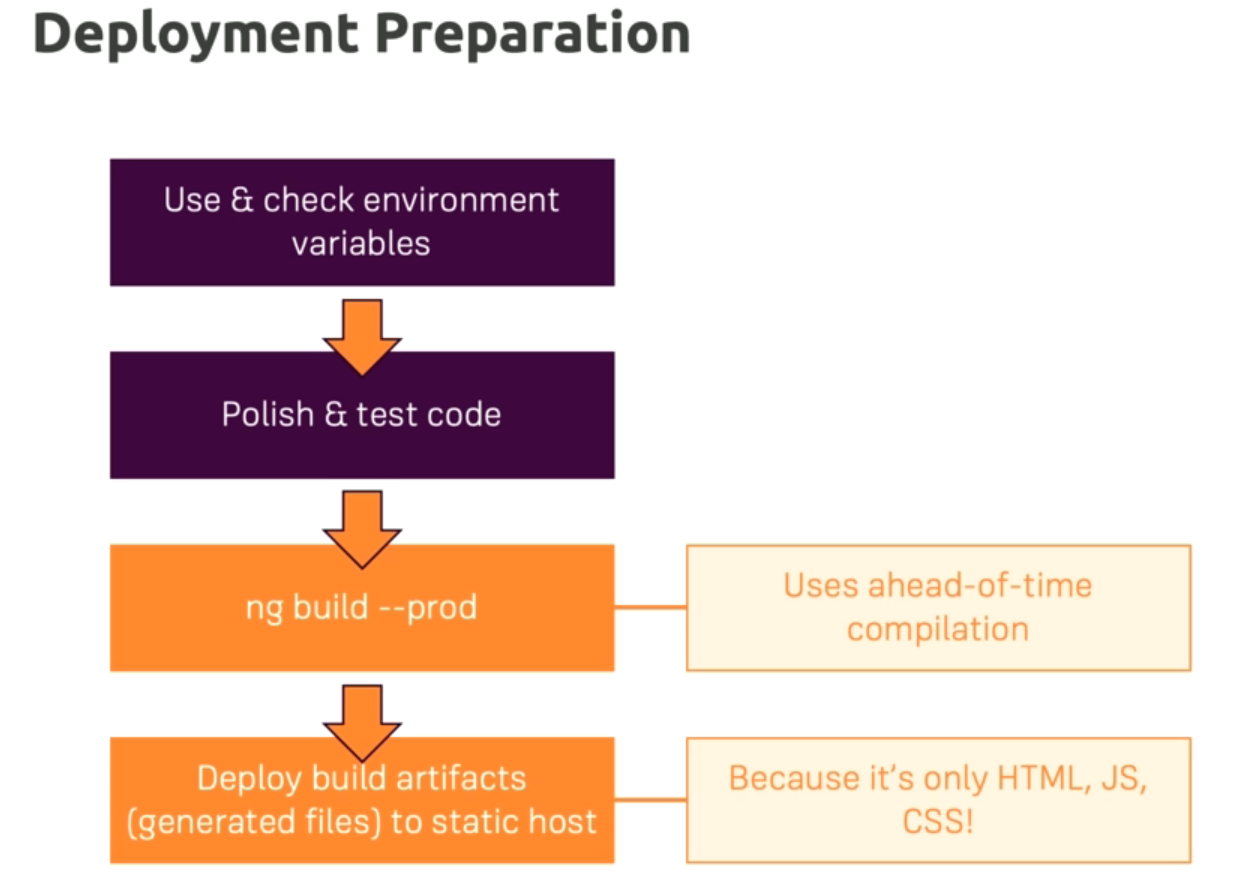 Deployment Preparation
Use & check environment
variables
Polish & test code
ng build --prod
Uses ahead-of-time
compilation
Deploy build artifacts
(generated files) to static host
Because it’s only HTML, JS,
CSS!